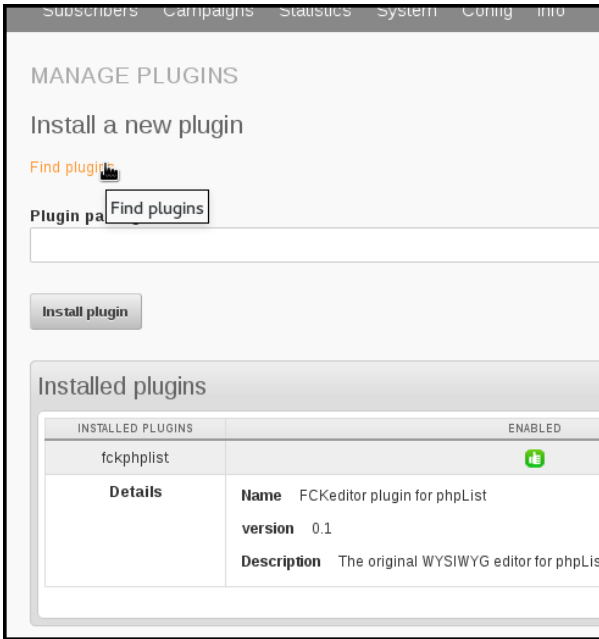 Subscribers Campaigns Statistics System Config Info
MANAGE PLUGINS
Install a new plugin
Find plugins
Find plugins
Plugin
Install plugin
Installed plugins
INSTALLED PLUGINS ENABLED
fckphplist
Details Name FCKeditor plugin for phpList
version 0.1
Description The original WYSIWYG editor for phpLis